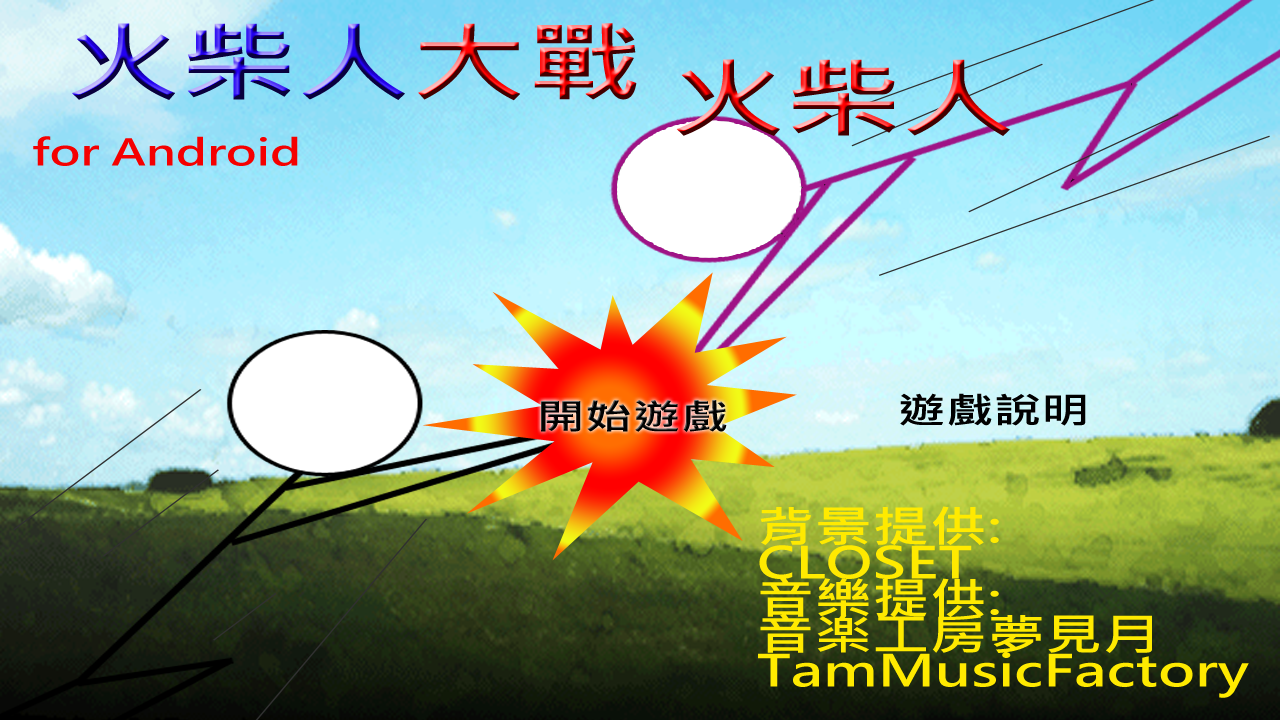 火柴人大戰
火柴人
for Android
開始遊戲
遊戲說明
背景提供:
CLOSET
音樂提供:
音楽工房夢見月
TamMusicFactory